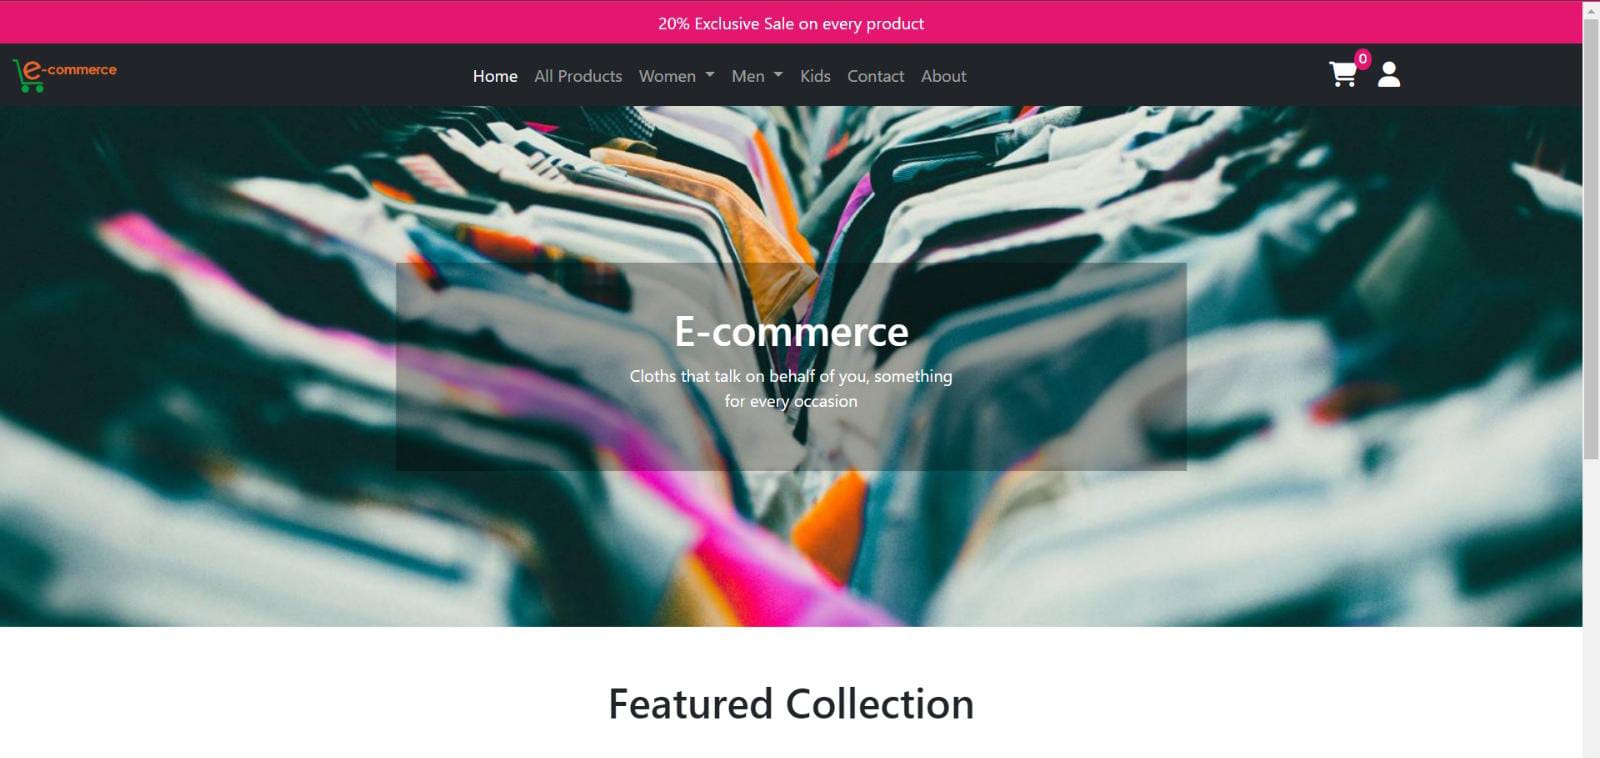 20% Exclusive Sale on every product
e-commerce
Home All Products Women Men Kids Contact About
0
E-commerce
Cloths that talk on behalf of you, something
for every occasion
Featured Collection